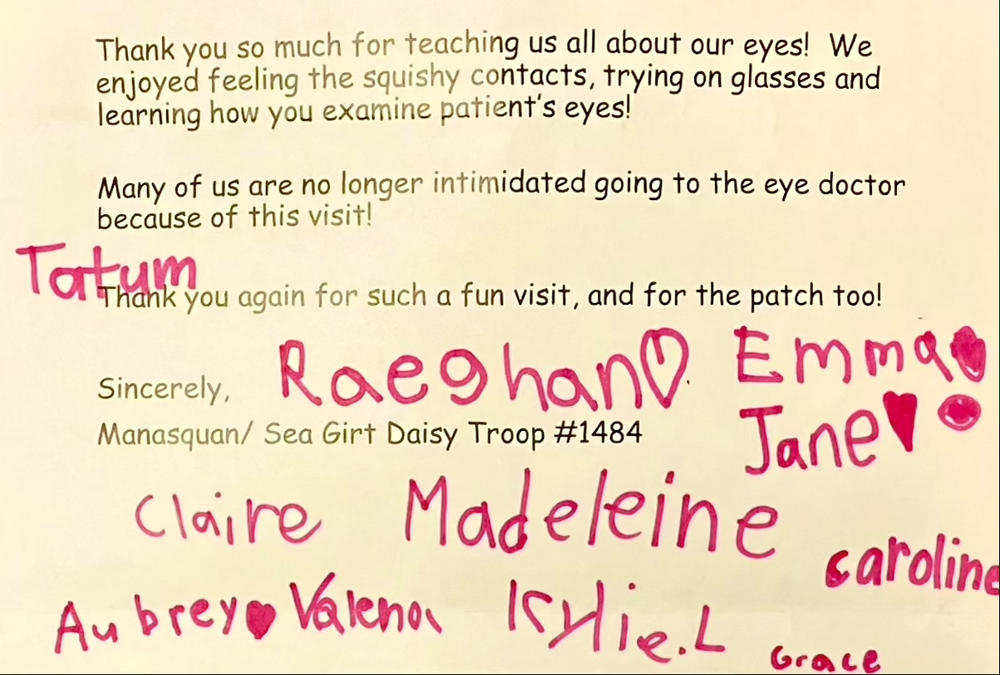 Thank you so much for teaching us all about our eyes!  We
enjoyed feeling the squishy contacts, trying on glasses and
learning how you examine patient's eyes!
Many of us are no longer intimidated going to the eye doctor
because of this visit!
Tatum
Thank you again for such a fun visit, and for the patch too!
Sincerely,
Raeghan
Emma
Manasquan/ Sea Girt Daisy Troop #1484
Jane
Claire
Madeleine
caroline
Aubrey
Kylie.L
Grace